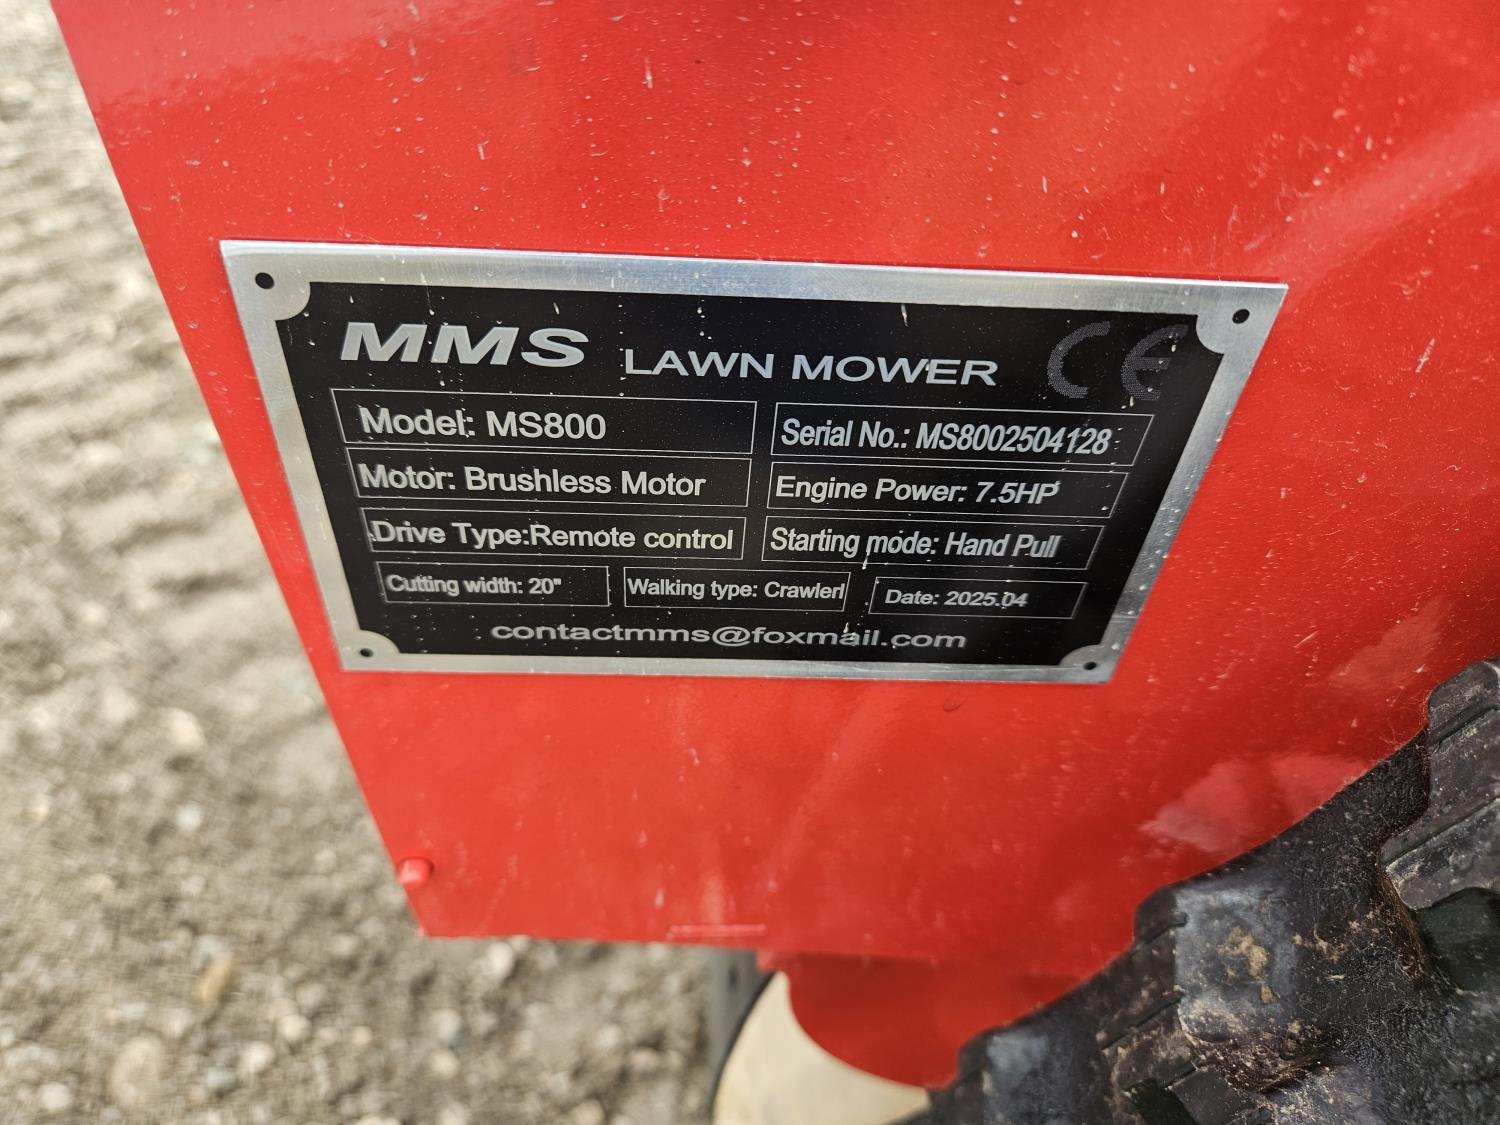 MMS LAWN MOWER CE
Model: MS800 Serial No.: MS8002504128
Motor: Brushless Motor Engine Power: 7.5HP
Drive Type:Remote control Starting mode: Hand Pull
Cutting width: 20" Walking type: Crawlerl Date: 2025.04
contactmms@foxmail.com